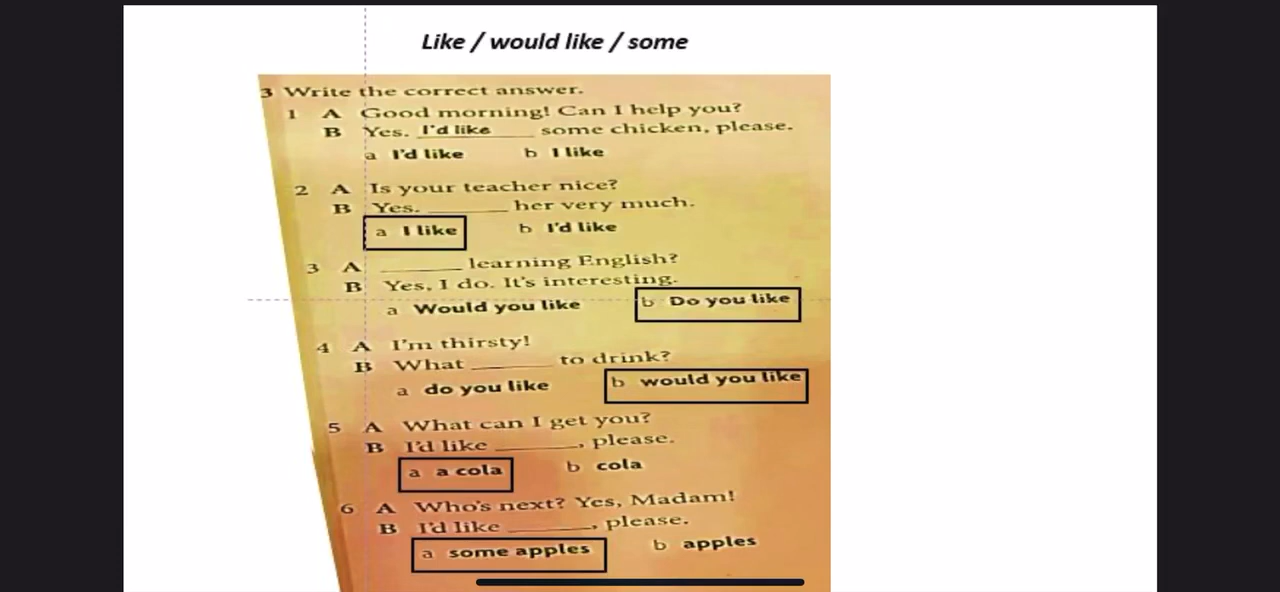 Like / would like / some
3 Write the correct answer.
1 A Good morning! Can I help you?
B Yes. I'd like some chicken, please.
a I'd like b I like
2 A Is your teacher nice?
B Yes. ______ her very much.
a I like b I'd like
3 A ______ learning English?
B Yes, I do. It's interesting.
a Would you like b Do you like
4 A I'm thirsty!
B What ______ to drink?
a do you like b would you like
5 A What can I get you?
B I'd like ______, please.
a a cola b cola
6 A Who's next? Yes, Madam!
B I'd like ______, please.
a some apples b apples